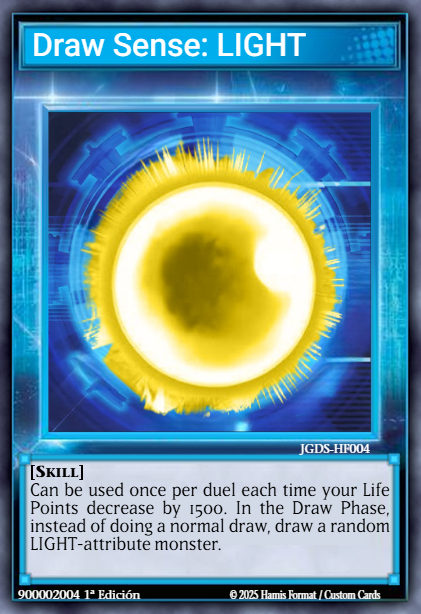 Draw Sense: LIGHT
JGDS-HF004
[SKILL]
Can be used once per duel each time your Life
Points decrease by 1500. In the Draw Phase,
instead of doing a normal draw, draw a random
LIGHT-attribute monster.
900002004 1ª Edición
© 2025 Hamis Format / Custom Cards